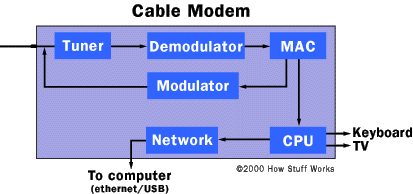 Cable Modem
Tuner
Demodulator
MAC
Modulator
Network
CPU
Keyboard
TV
To computer
(ethernet/USB)
©2000 How Stuff Works